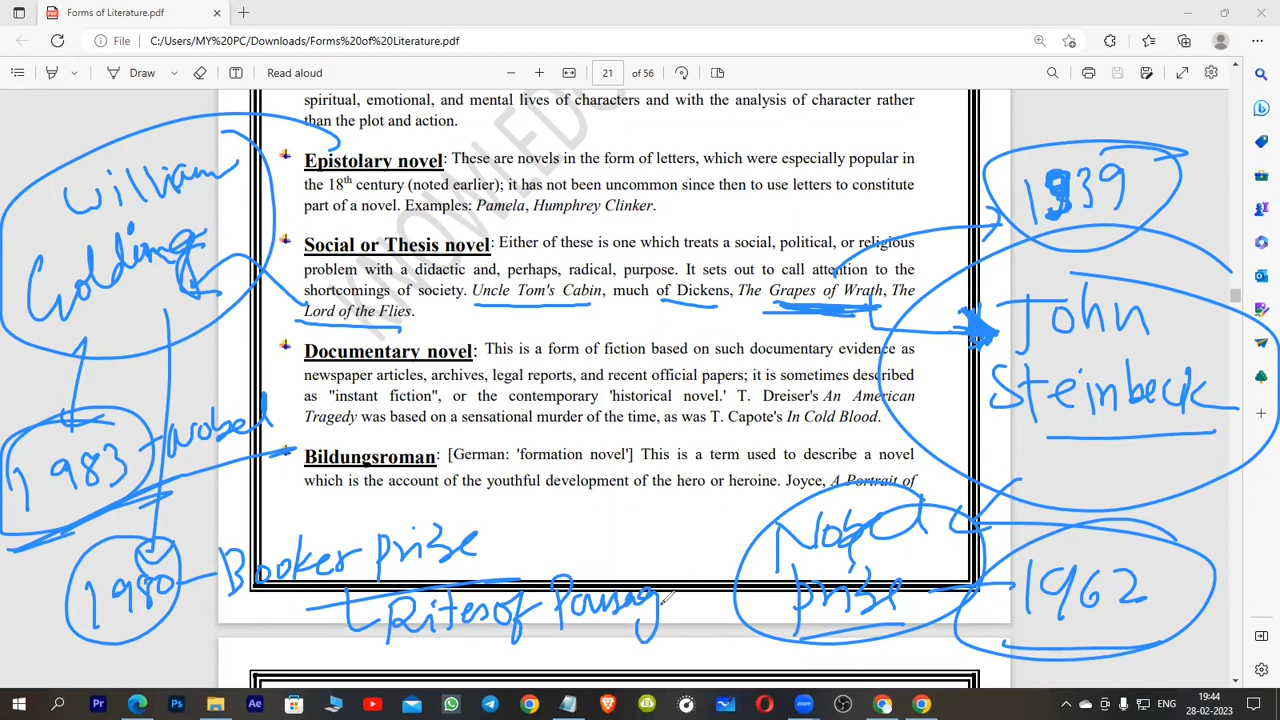 Forms of Literature.pdf
File C:/Users/MY%20PC/Downloads/Forms%20of%20Literature.pdf
Draw Read aloud 21 of 56
spiritual, emotional, and mental lives of characters and with the analysis of character rather
than the plot and action.
Epistolary novel: These are novels in the form of letters, which were especially popular in
the 18th century (noted earlier); it has not been uncommon since then to use letters to constitute
part of a novel. Examples: Pamela, Humphrey Clinker.
Social or Thesis novel: Either of these is one which treats a social, political, or religious
problem with a didactic and, perhaps, radical, purpose. It sets out to call attention to the
shortcomings of society. Uncle Tom's Cabin, much of Dickens, The Grapes of Wrath, The
Lord of the Flies.
Documentary novel: This is a form of fiction based on such documentary evidence as
newspaper articles, archives, legal reports, and recent official papers; it is sometimes described
as "instant fiction", or the contemporary 'historical novel.' T. Dreiser's An American
Tragedy was based on a sensational murder of the time, as was T. Capote's In Cold Blood.
Bildungsroman: [German: 'formation novel'] This is a term used to describe a novel
which is the account of the youthful development of the hero or heroine. Joyce, A Portrait of
KNOWLEDG
William
Golding
1983 Nobel
1980 Booker prize
Rites of Passag
1939
John
Steinbeck
Nobel
prize
1962
ENG
19:44
28-02-2023